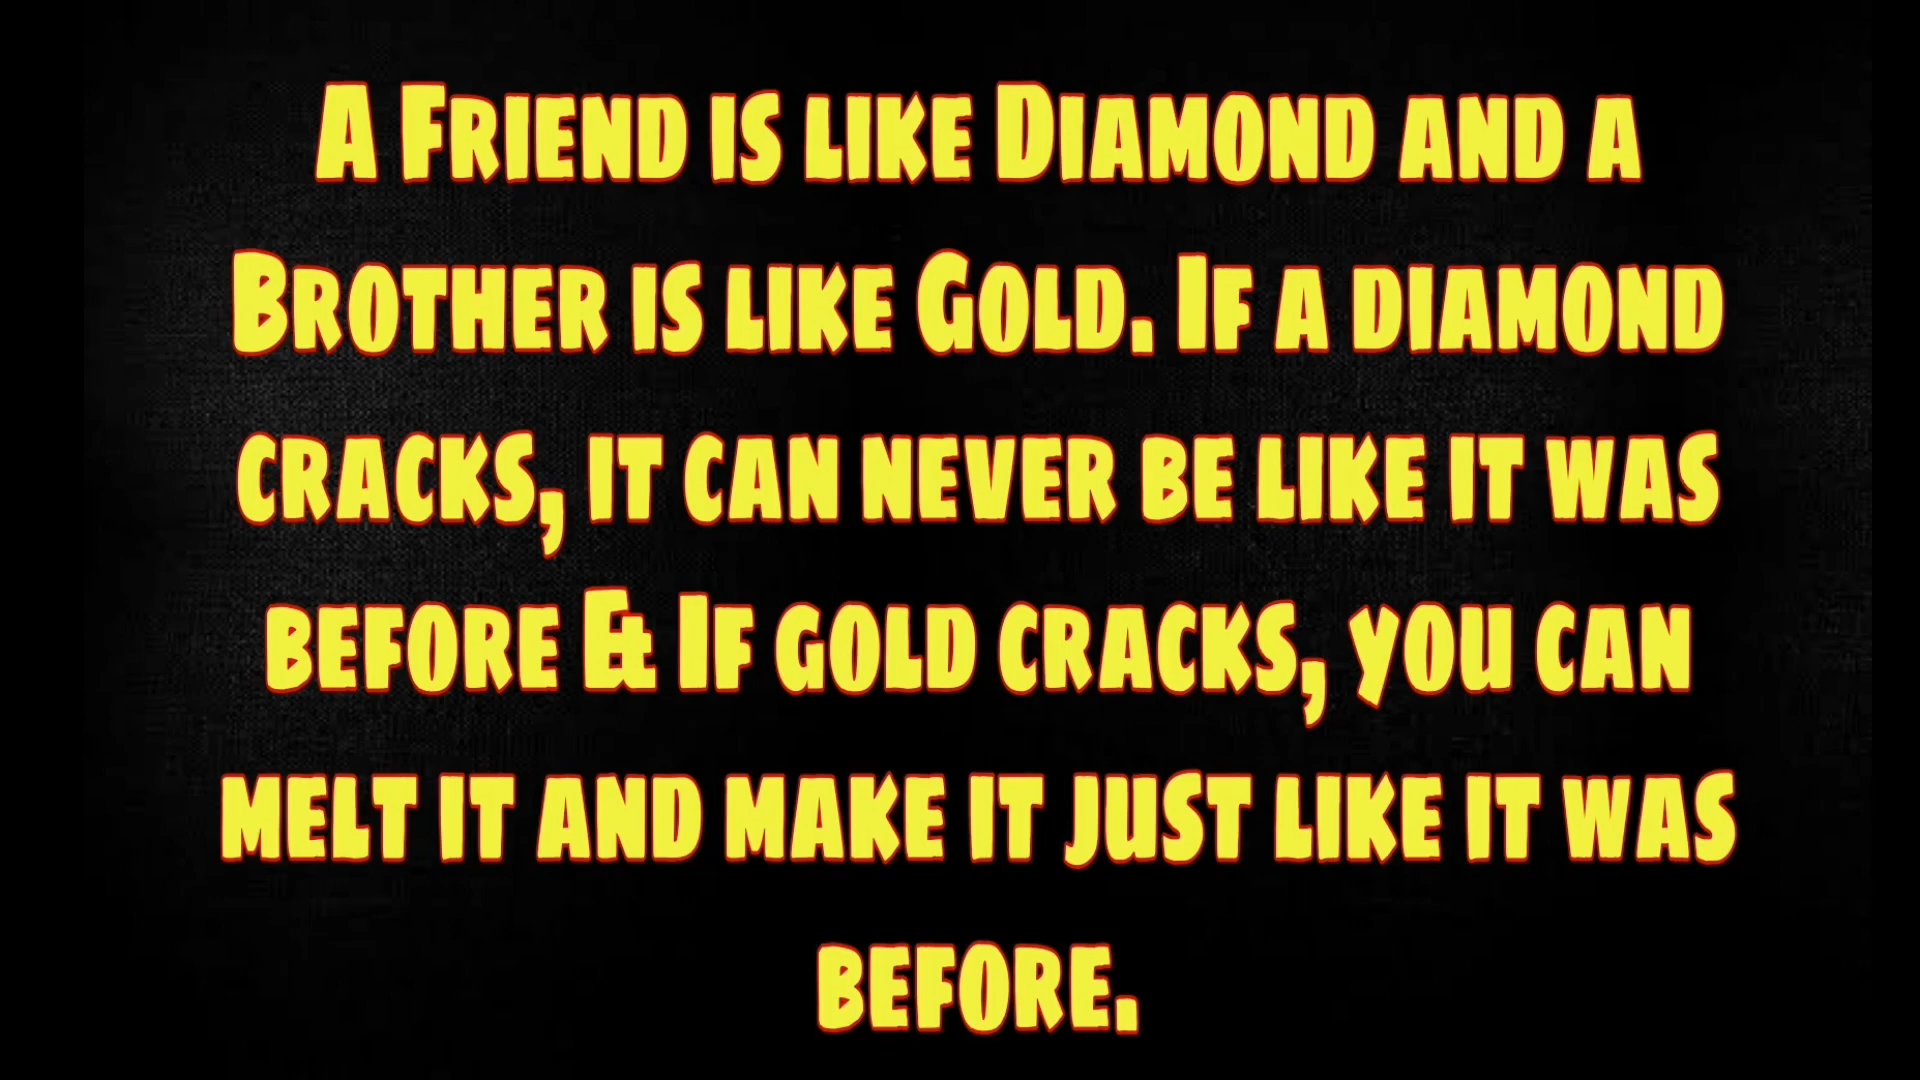 A Friend is like Diamond and a
Brother is like Gold. If a diamond
cracks, it can never be like it was
before & If gold cracks, you can
melt it and make it just like it was
before.